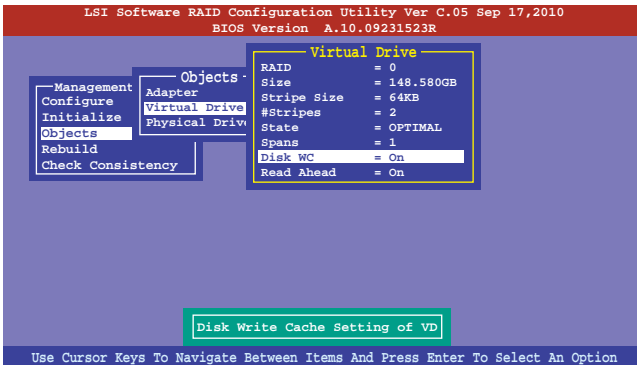 LSI Software RAID Configuration Utility Ver C.05 Sep 17,2010
BIOS Version A.10.09231523R
Management
Configure
Initialize
Objects
Rebuild
Check Consistency
Objects
Adapter
Virtual Drive
Physical Driv
Virtual Drive
RAID = 0
Size = 148.580GB
Stripe Size = 64KB
#Stripes = 2
State = OPTIMAL
Spans = 1
Disk WC = On
Read Ahead = On
Disk Write Cache Setting of VD
Use Cursor Keys To Navigate Between Items And Press Enter To Select An Option